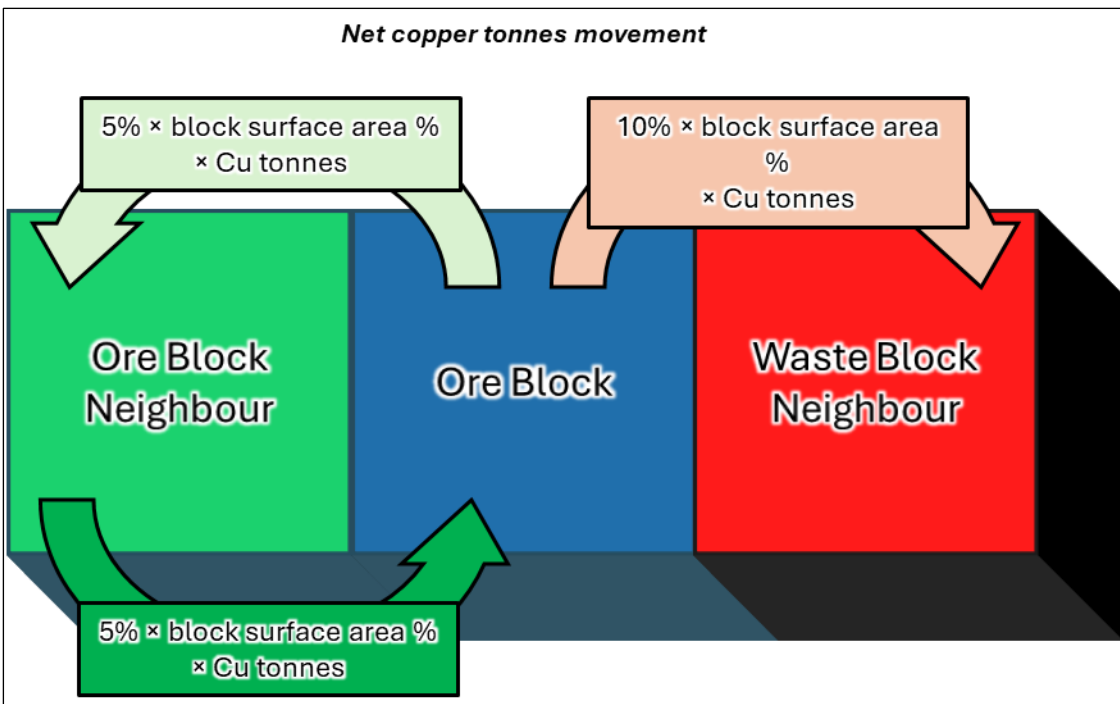 Net copper tonnes movement
5% × block surface area %
× Cu tonnes
10% × block surface area
%
× Cu tonnes
Ore Block
Neighbour
Ore Block
Waste Block
Neighbour
5% × block surface area %
× Cu tonnes